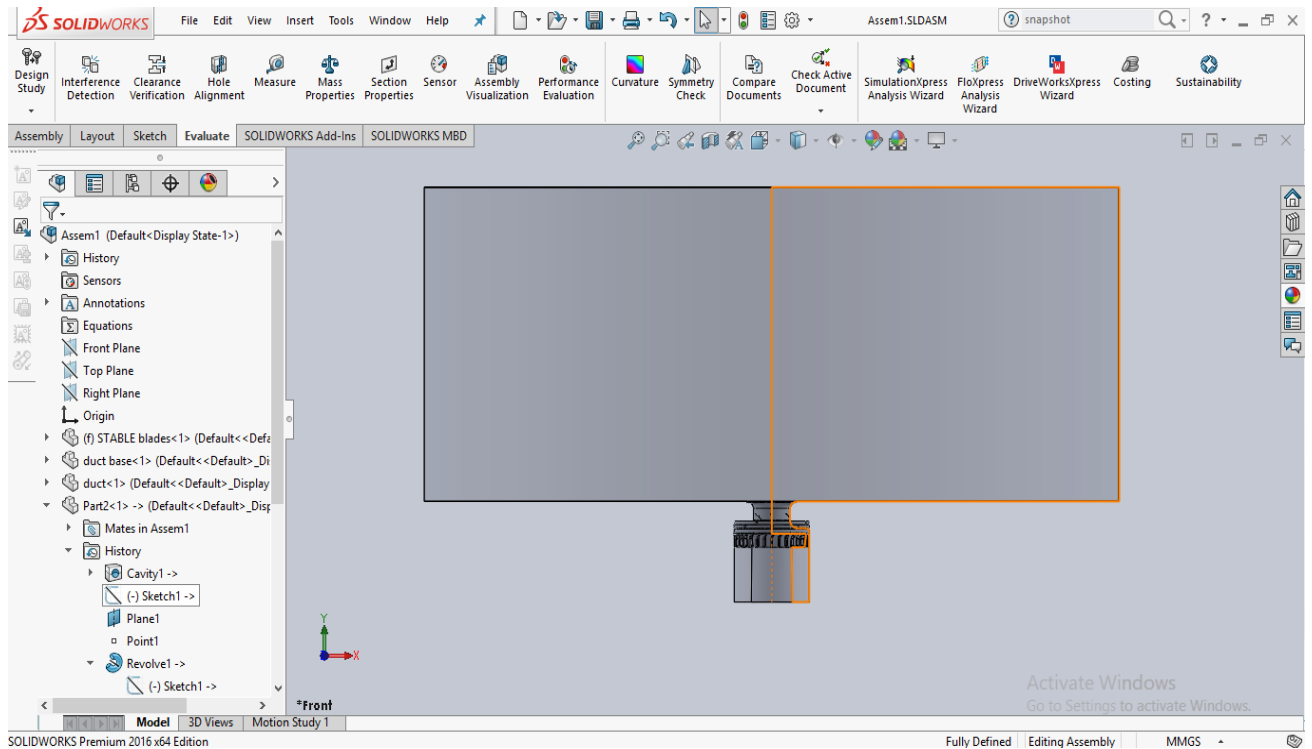 SOLIDWORKS File Edit View Insert Tools Window Help Assem1.SLDASM snapshot
Design Study
Interference Detection
Clearance Verification
Hole Alignment
Measure
Mass Properties
Section Properties
Sensor
Assembly Visualization
Performance Evaluation
Curvature
Symmetry Check
Compare Documents
Check Active Document
SimulationXpress Analysis Wizard
FloXpress Analysis Wizard
DriveWorksXpress Wizard
Costing
Sustainability
Assembly Layout Sketch Evaluate SOLIDWORKS Add-Ins SOLIDWORKS MBD
Assem1 (Default<Display State-1>)
History
Sensors
Annotations
Equations
Front Plane
Top Plane
Right Plane
Origin
(f) STABLE blades<1> (Default<<Defa
duct base<1> (Default<<Default>_Di
duct<1> (Default<<Default>_Display
Part2<1> -> (Default<<Default>_Disp
Mates in Assem1
History
Cavity1 ->
(-) Sketch1 ->
Plane1
Point1
Revolve1 ->
(-) Sketch1 ->
Y
X
*Front
Activate Windows
Go to Settings to activate Windows.
Model 3D Views Motion Study 1
SOLIDWORKS Premium 2016 x64 Edition Fully Defined Editing Assembly MMGS